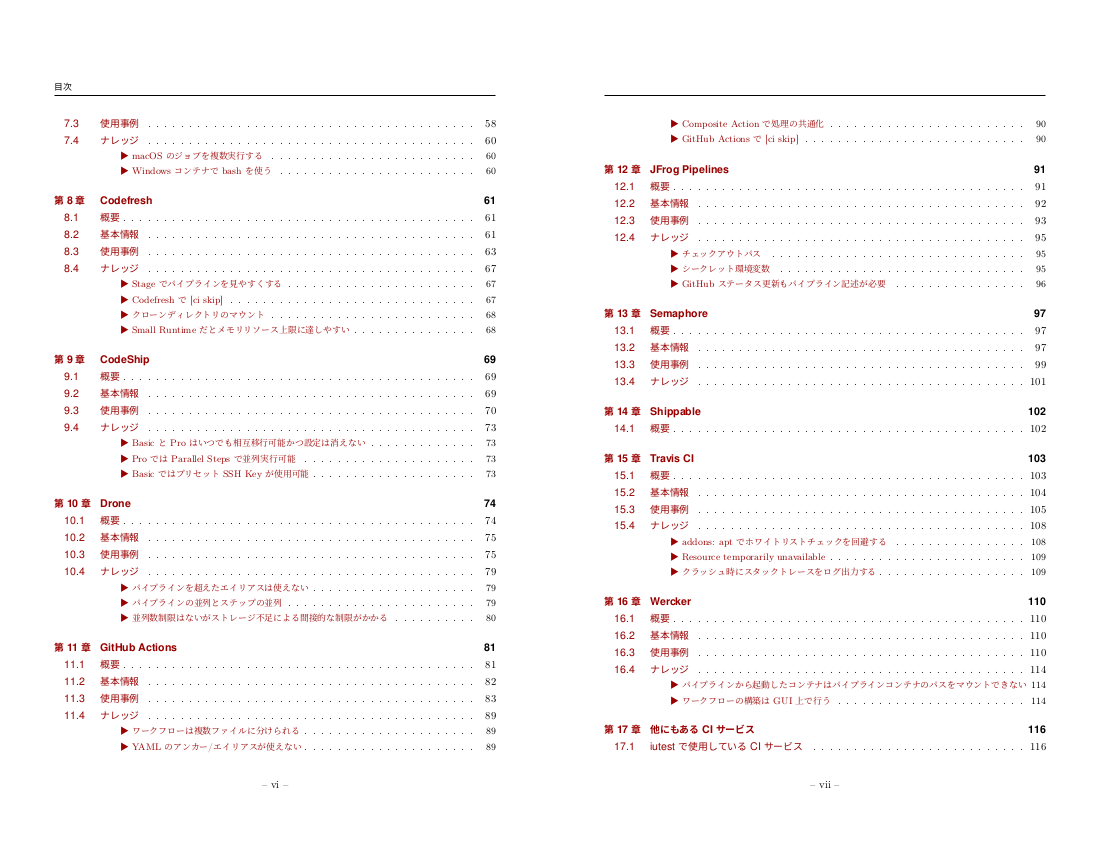 目次
7.3 使用事例 . . . . . . . . . . 58
7.4 ナレッジ . . . . . . . . . . 60
▶ macOS のジョブを複数実行する . . . . . . . . . . 60
▶ Windows コンテナで bash を使う . . . . . . . . . . 60
第 8 章 Codefresh 61
8.1 概要 . . . . . . . . . . 61
8.2 基本情報 . . . . . . . . . . 61
8.3 使用事例 . . . . . . . . . . 63
8.4 ナレッジ . . . . . . . . . . 67
▶ Stage でパイプラインを見やすくする . . . . . . . . . . 67
▶ Codefresh で [ci skip] . . . . . . . . . . 67
▶ クローンディレクトリのマウント . . . . . . . . . . 68
▶ Small Runtime だとメモリリソース上限に達しやすい . . . . . . . . . . 68
第 9 章 CodeShip 69
9.1 概要 . . . . . . . . . . 69
9.2 基本情報 . . . . . . . . . . 69
9.3 使用事例 . . . . . . . . . . 70
9.4 ナレッジ . . . . . . . . . . 73
▶ Basic と Pro はいつでも相互移行可能かつ設定は消えない . . . . . . . . . . 73
▶ Pro では Parallel Steps で並列実行可能 . . . . . . . . . . 73
▶ Basic ではプリセット SSH Key が使用可能 . . . . . . . . . . 73
第 10 章 Drone 74
10.1 概要 . . . . . . . . . . 74
10.2 基本情報 . . . . . . . . . . 75
10.3 使用事例 . . . . . . . . . . 75
10.4 ナレッジ . . . . . . . . . . 79
▶ パイプラインを超えたエイリアスは使えない . . . . . . . . . . 79
▶ パイプラインの並列とステップの並列 . . . . . . . . . . 79
▶ 並列数制限はないがストレージ不足による間接的な制限がかかる . . . . . . . . . . 80
第 11 章 GitHub Actions 81
11.1 概要 . . . . . . . . . . 81
11.2 基本情報 . . . . . . . . . . 82
11.3 使用事例 . . . . . . . . . . 83
11.4 ナレッジ . . . . . . . . . . 89
▶ ワークフローは複数ファイルに分けられる . . . . . . . . . . 89
▶ YAML のアンカー/エイリアスが使えない . . . . . . . . . . 89
– vi –
▶ Composite Action で処理の共通化 . . . . . . . . . . 90
▶ GitHub Actions で [ci skip] . . . . . . . . . . 90
第 12 章 JFrog Pipelines 91
12.1 概要 . . . . . . . . . . 91
12.2 基本情報 . . . . . . . . . . 92
12.3 使用事例 . . . . . . . . . . 93
12.4 ナレッジ . . . . . . . . . . 95
▶ チェックアウトパス . . . . . . . . . . 95
▶ シークレット環境変数 . . . . . . . . . . 95
▶ GitHub ステータス更新もパイプライン記述が必要 . . . . . . . . . . 96
第 13 章 Semaphore 97
13.1 概要 . . . . . . . . . . 97
13.2 基本情報 . . . . . . . . . . 97
13.3 使用事例 . . . . . . . . . . 99
13.4 ナレッジ . . . . . . . . . . 101
第 14 章 Shippable 102
14.1 概要 . . . . . . . . . . 102
第 15 章 Travis CI 103
15.1 概要 . . . . . . . . . . 103
15.2 基本情報 . . . . . . . . . . 104
15.3 使用事例 . . . . . . . . . . 105
15.4 ナレッジ . . . . . . . . . . 108
▶ addons: apt でホワイトリストチェックを回避する . . . . . . . . . . 108
▶ Resource temporarily unavailable . . . . . . . . . . 109
▶ クラッシュ時にスタックトレースをログ出力する . . . . . . . . . . 109
第 16 章 Wercker 110
16.1 概要 . . . . . . . . . . 110
16.2 基本情報 . . . . . . . . . . 110
16.3 使用事例 . . . . . . . . . . 110
16.4 ナレッジ . . . . . . . . . . 114
▶ パイプラインから起動したコンテナはパイプラインコンテナのパスをマウントできない 114
▶ ワークフローの構築は GUI 上で行う . . . . . . . . . . 114
第 17 章 他にもある CI サービス 116
17.1 iutest で使用している CI サービス . . . . . . . . . . 116
– vii –